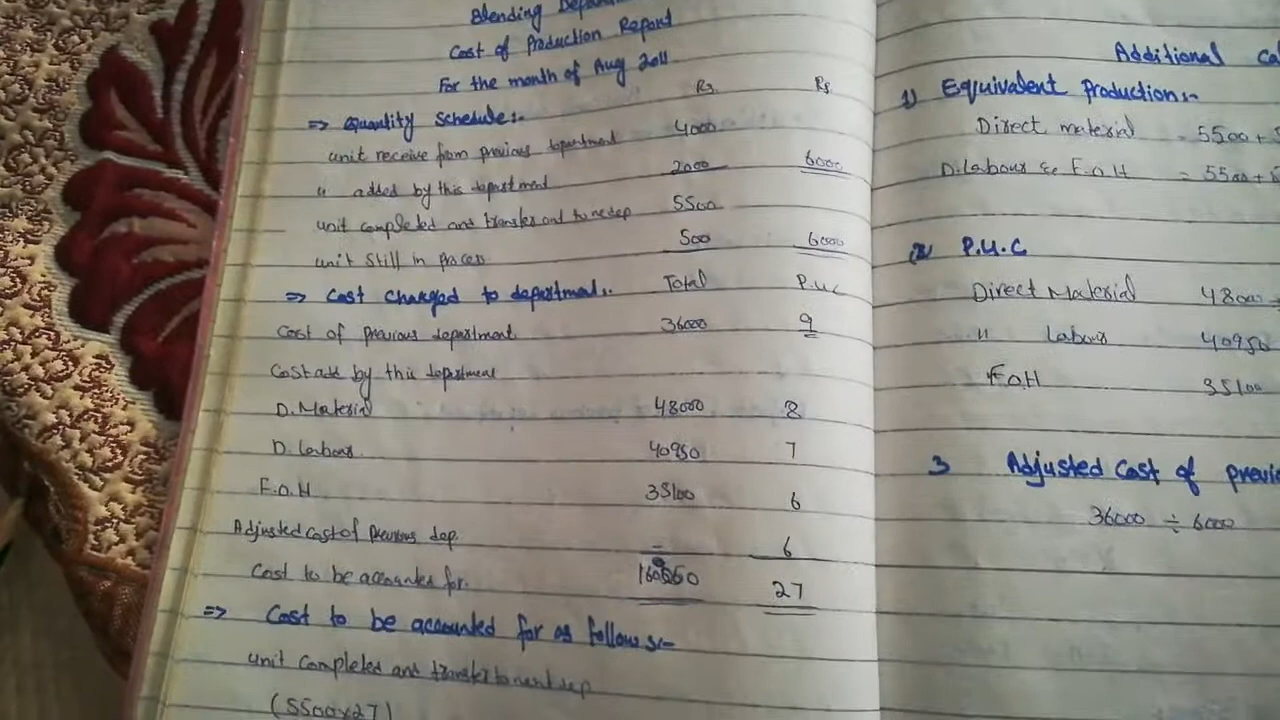 Blending
Cost of Production Report
For the month of Aug 2011
Rs Rs
⇒ Quantity Schedule:-
unit receive from previous department 4000
" added by this department 2000 6000
unit completed and transfer to dep 5500
unit still in process 500 6000
⇒ Cost charged to department:. Total P.u.c
Cost of previous department 36000 9
Cost add by this department
D. Material 48000 8
D. labour. 40950 7
F.O.H 35100 6
Adjusted cost of previous dep. - 6
Cost to be accounted for. 27
⇒ Cost to be accounted for as follows:-
unit completed and transfer to next dep
(5500x27)
Additional
1) Equivalent Production:-
Direct material = 5500 +
D.labour & F.O.H = 5500 +
P.U.C
Direct Material 48000
" labour 40950
F.O.H 35100
3 Adjusted cost of
36000 ÷ 6000